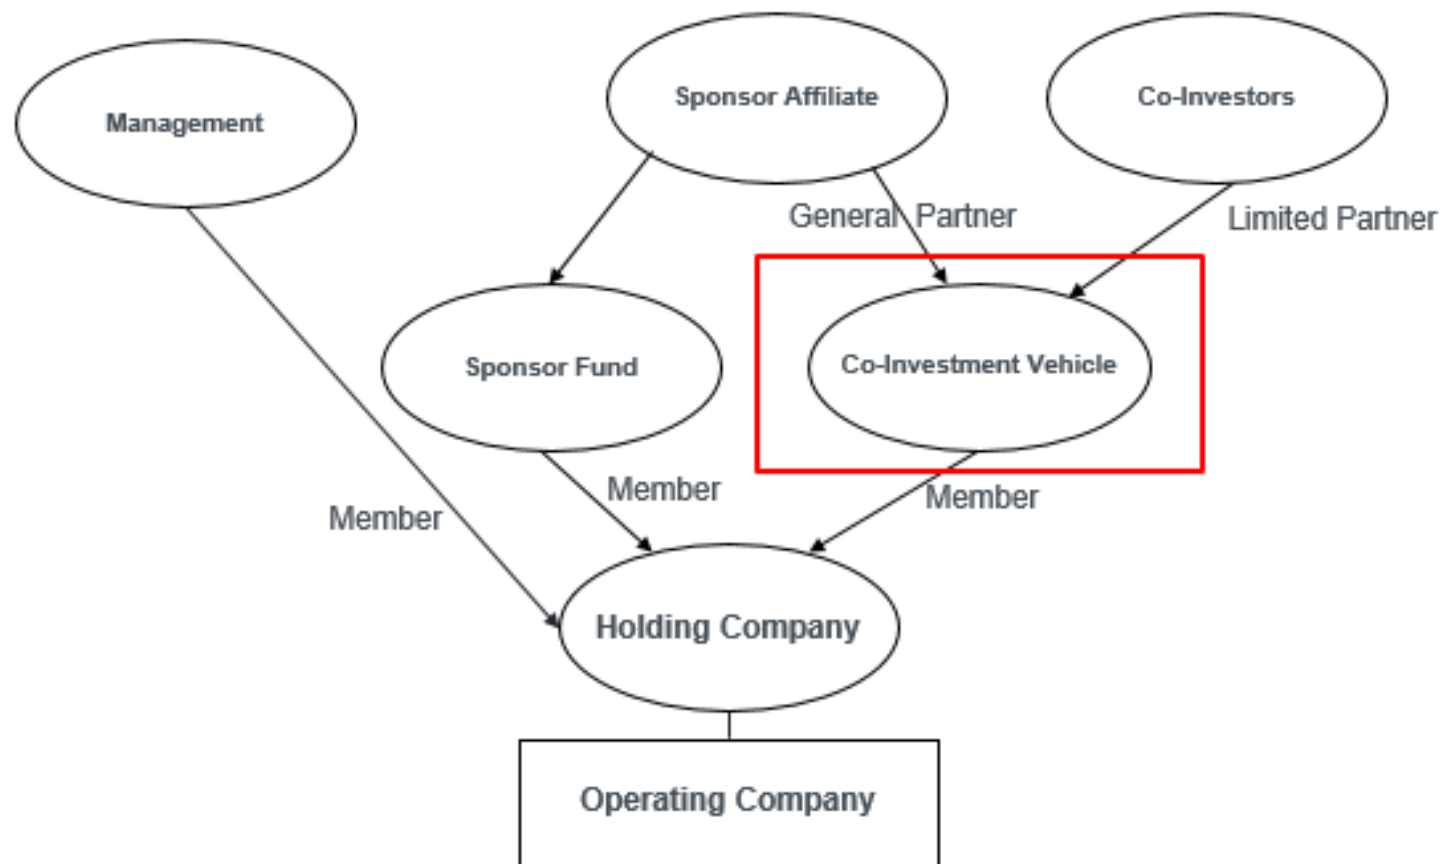 Management
Sponsor Affiliate
Co-Investors
General Partner
Limited Partner
Sponsor Fund
Co-Investment Vehicle
Member
Member
Member
Holding Company
Operating Company